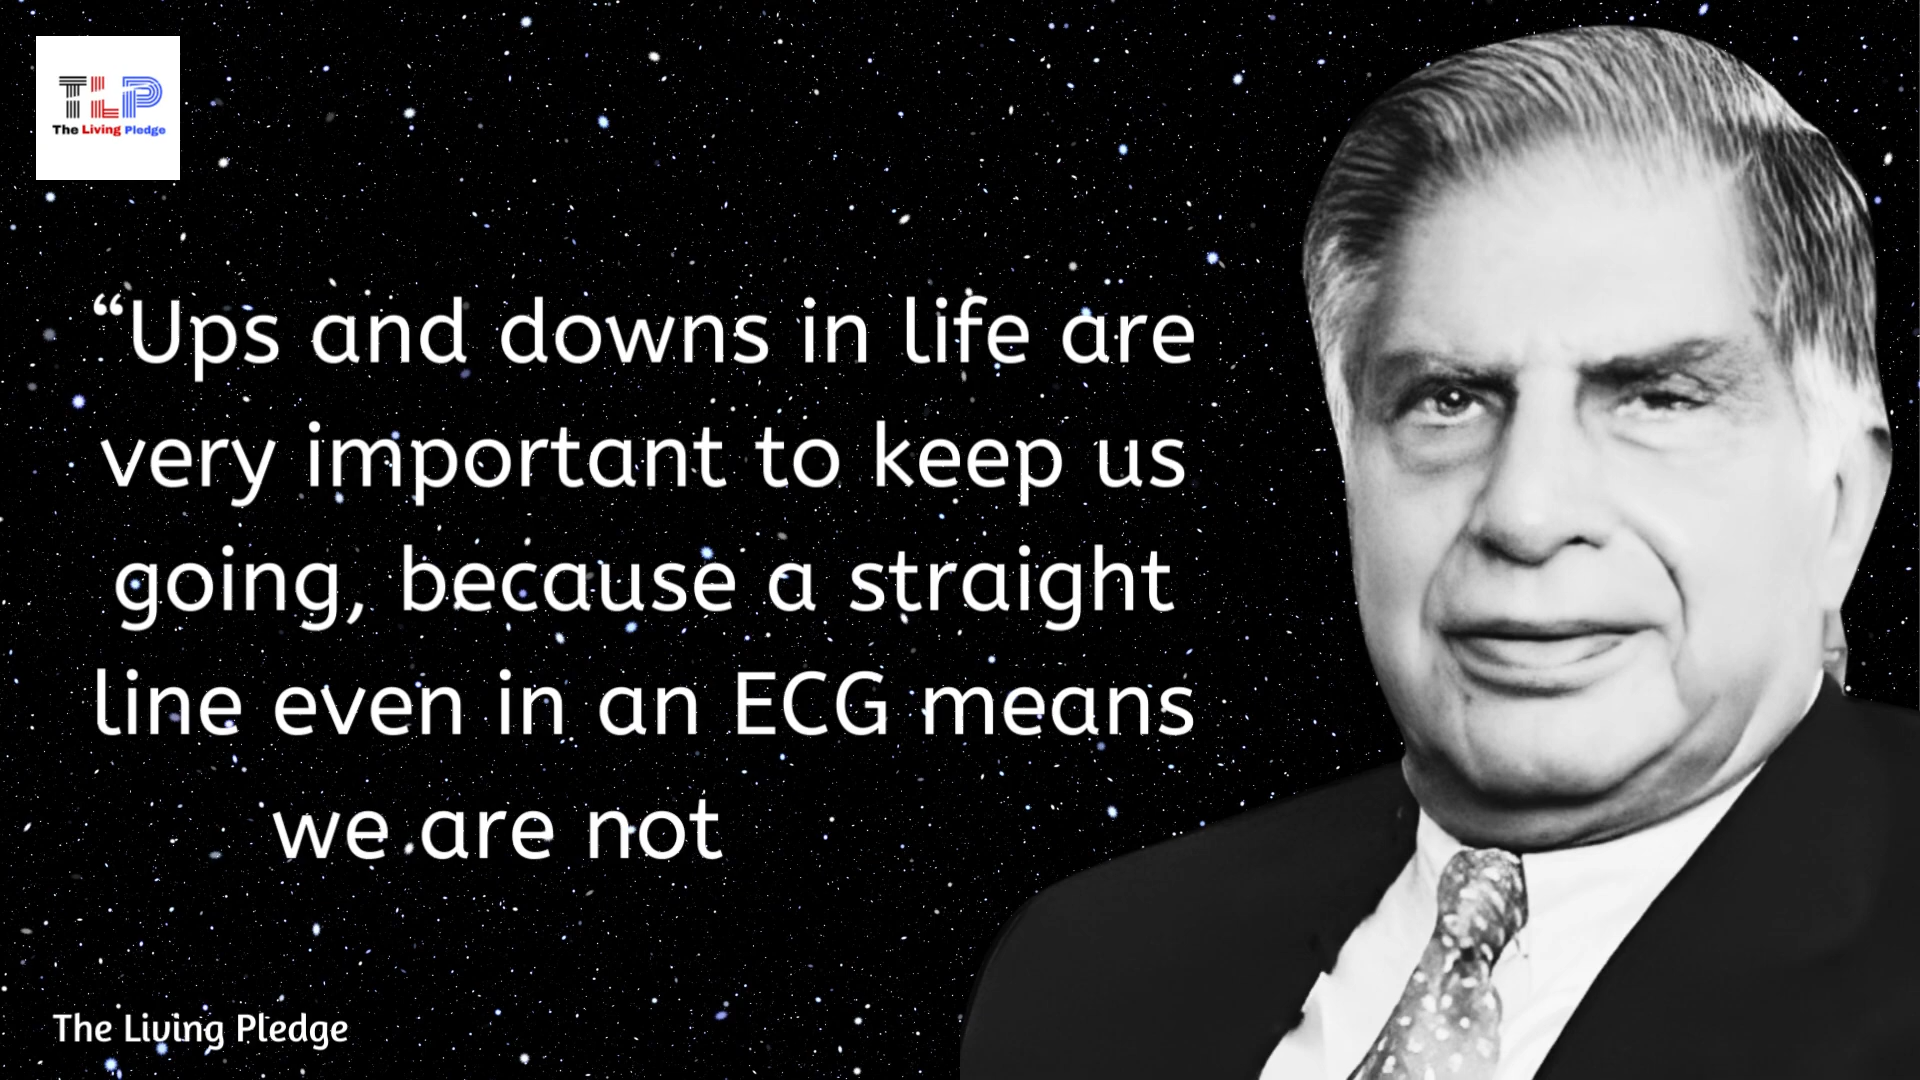 TLP
The Living Pledge
“Ups and downs in life are
very important to keep us
going, because a straight
line even in an ECG means
we are not
The Living Pledge